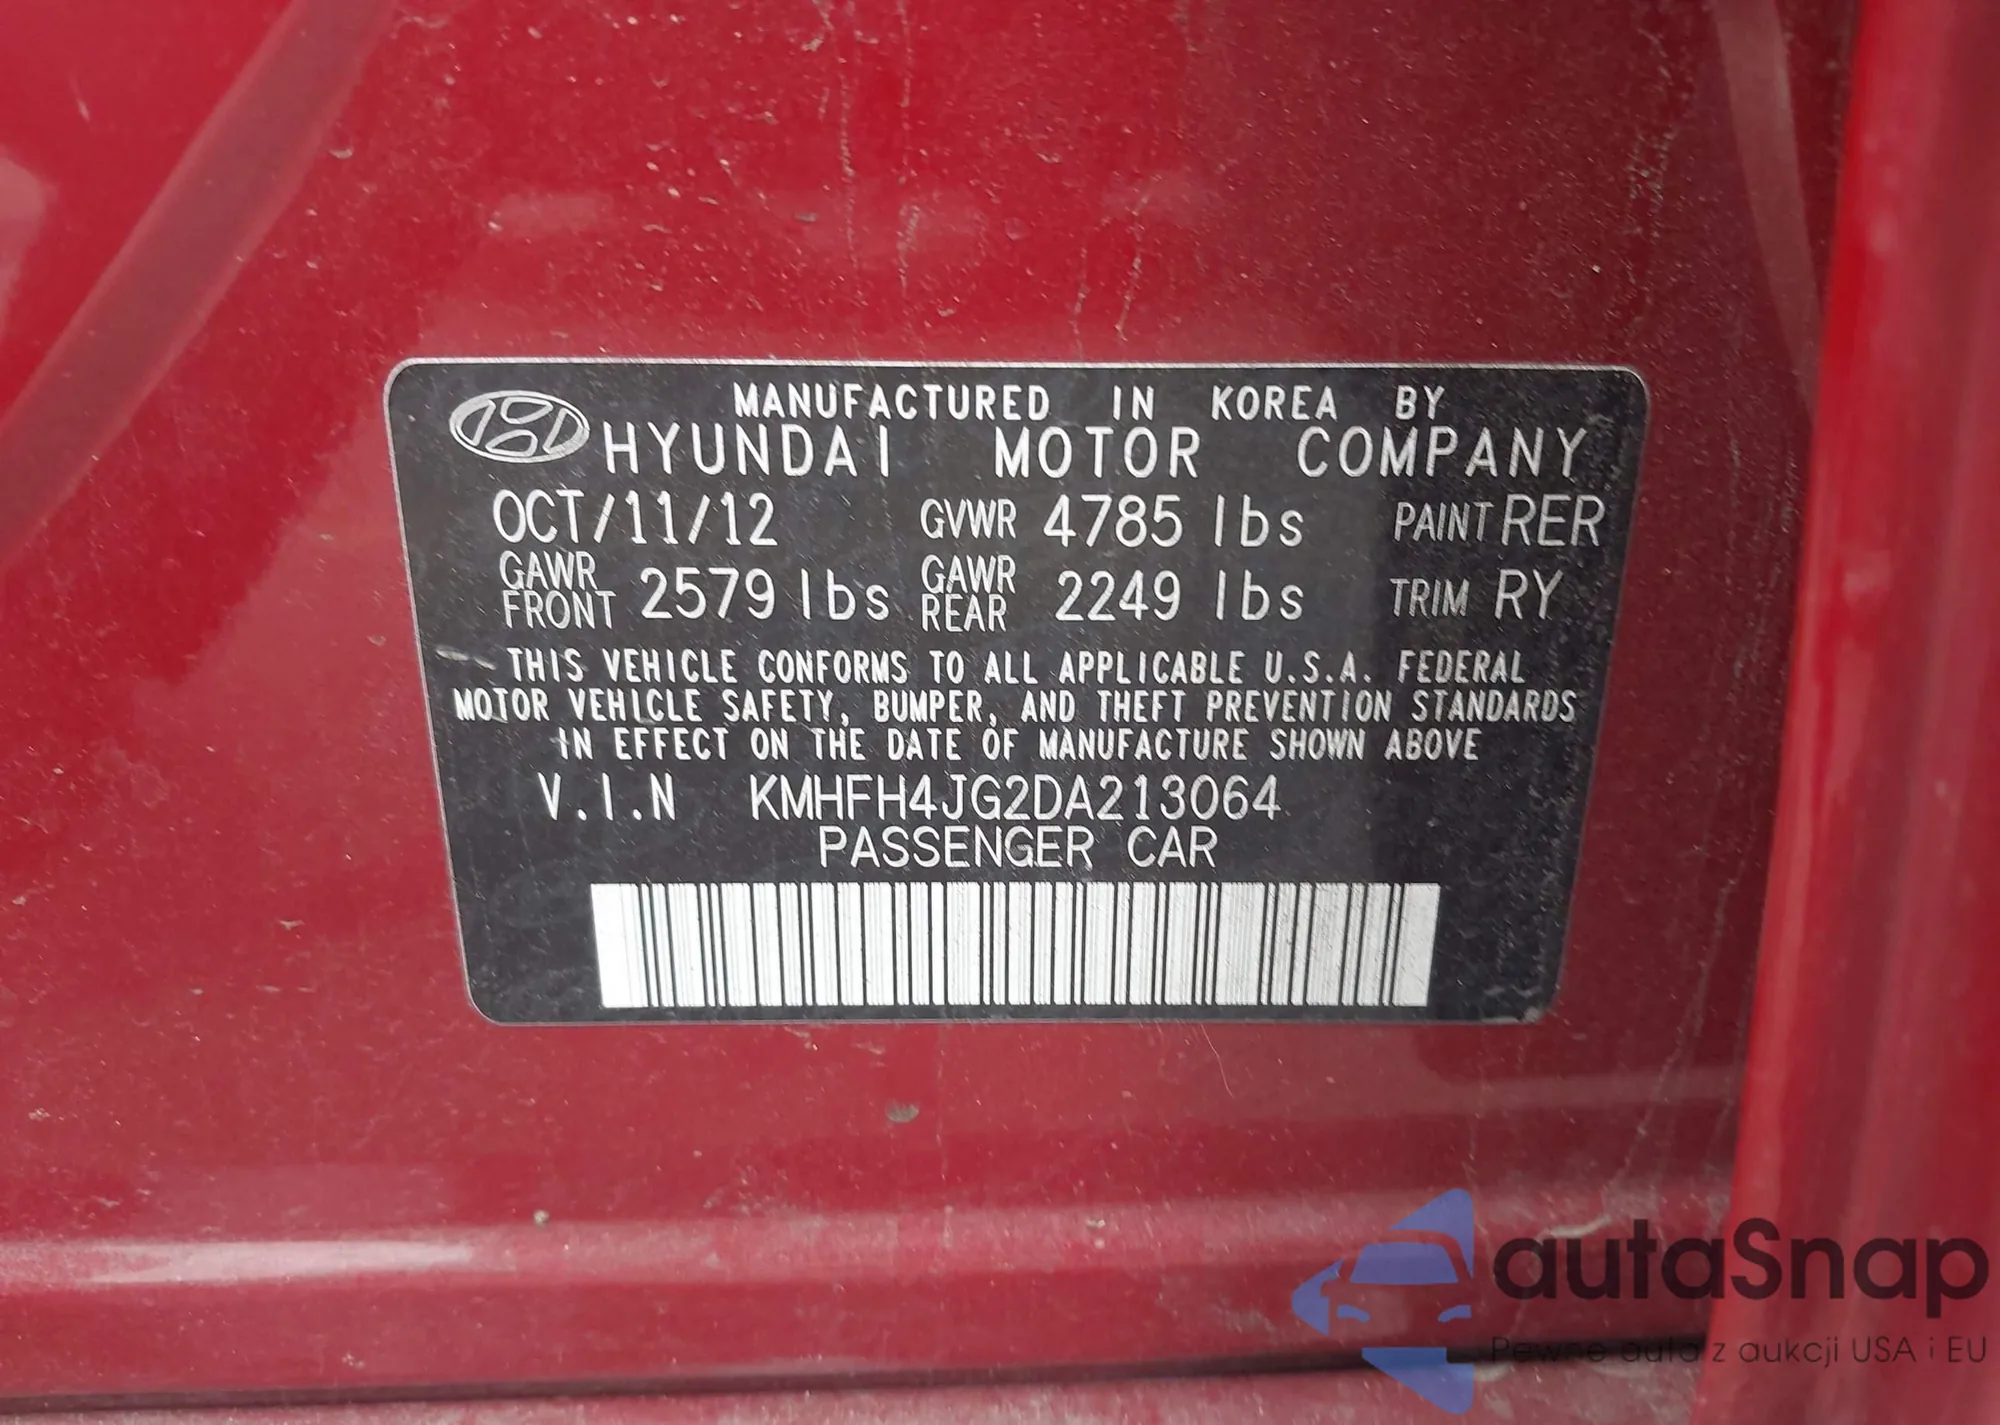 MANUFACTURED IN KOREA BY
HYUNDAI MOTOR COMPANY
OCT/11/12 GVWR 4785 lbs PAINT RER
GAWR FRONT 2579 lbs GAWR REAR 2249 lbs TRIM RY
THIS VEHICLE CONFORMS TO ALL APPLICABLE U.S.A. FEDERAL
MOTOR VEHICLE SAFETY, BUMPER, AND THEFT PREVENTION STANDARDS
IN EFFECT ON THE DATE OF MANUFACTURE SHOWN ABOVE
V.I.N KMHFH4JG2DA213064
PASSENGER CAR
autaSnap
Pewne auta z aukcji USA i EU